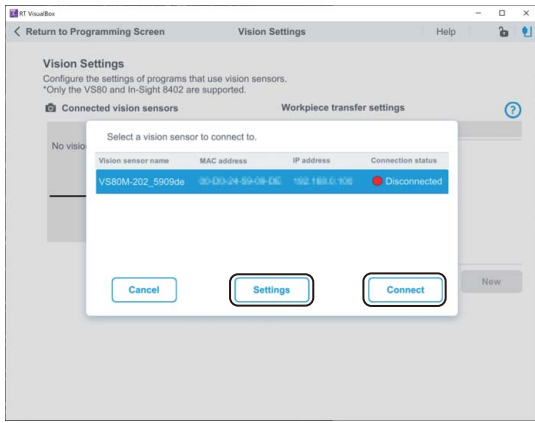 RT VisualBox
Return to Programming Screen Vision Settings Help
Vision Settings
Configure the settings of programs that use vision sensors.
*Only the VS80 and In-Sight 8402 are supported.
Connected vision sensors Workpiece transfer settings ?
No visio
Select a vision sensor to connect to.
Vision sensor name MAC address IP address Connection status
VS80M-202_5909de Disconnected
New
Cancel Settings Connect